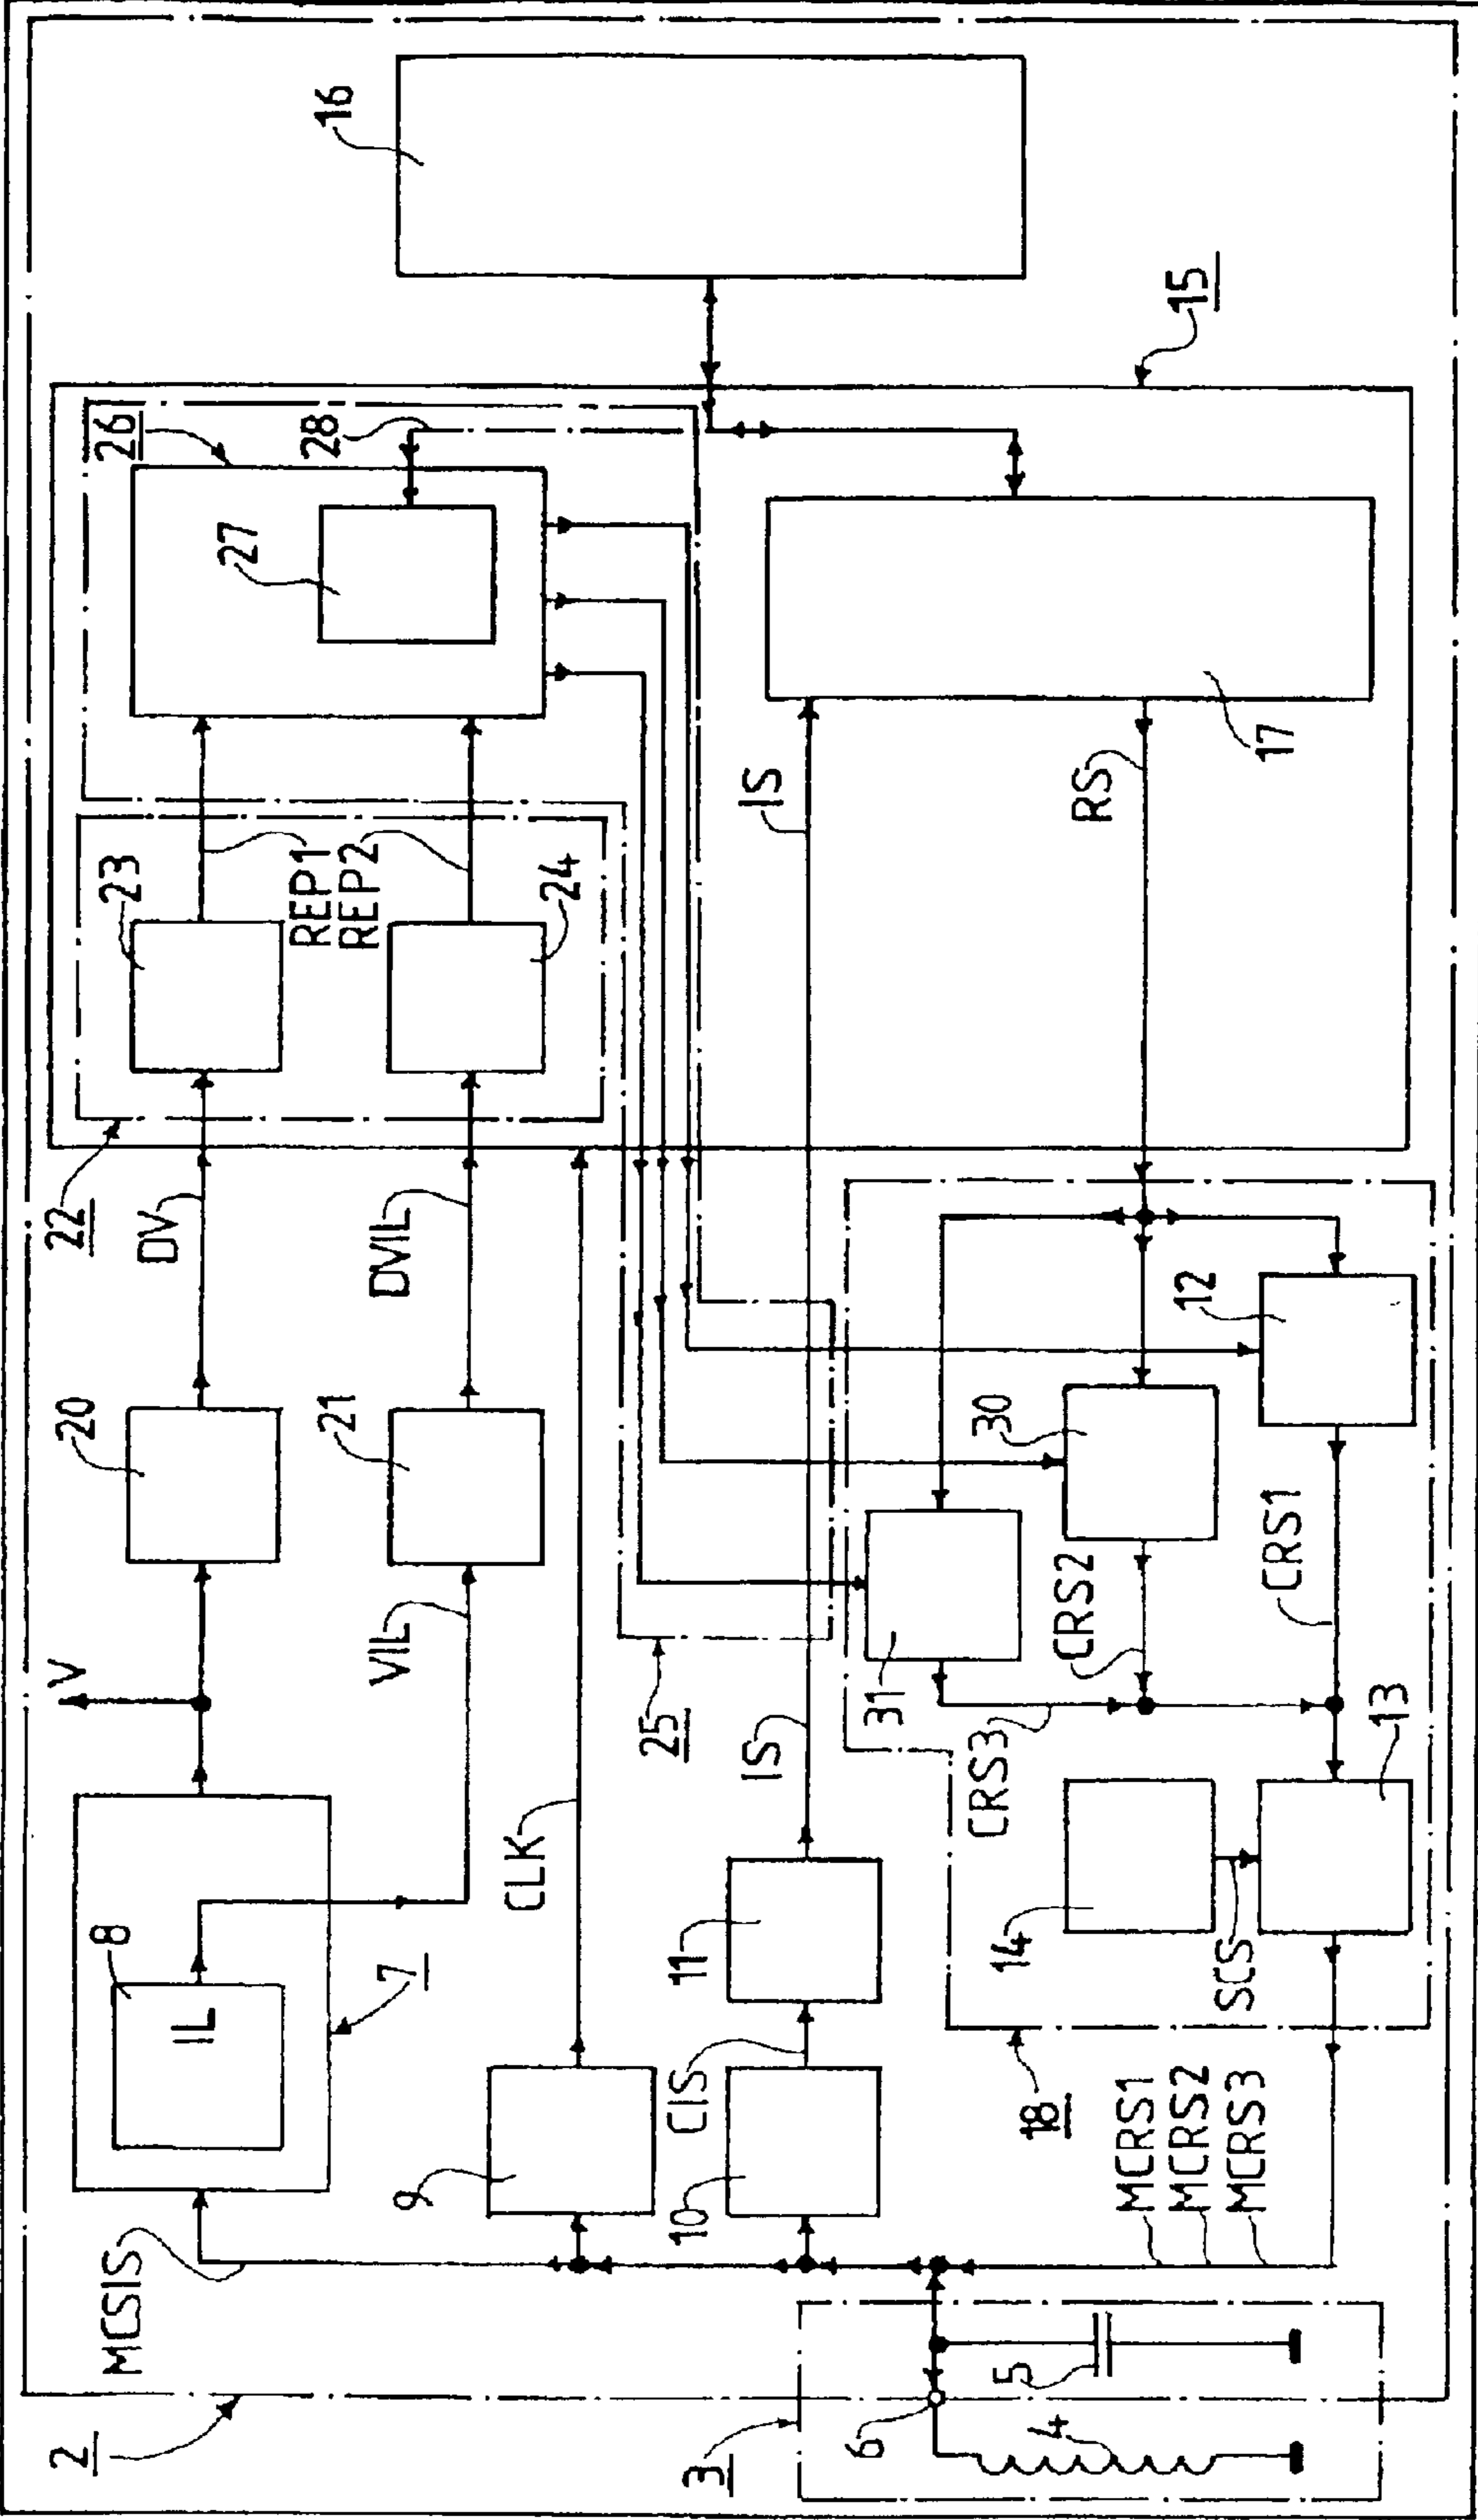 2
MCSIS
8
IL
7
V
VIL
20
21
DV
DVIL
22
23
24
REP1
REP2
26
27
28
16
15
9
CLK
10
CIS
11
IS
25
IS
RS
17
3
4
5
6
MCRS1
MCRS2
MCRS3
18
14
SCS
13
CRS3
CRS2
CRS1
31
30
12